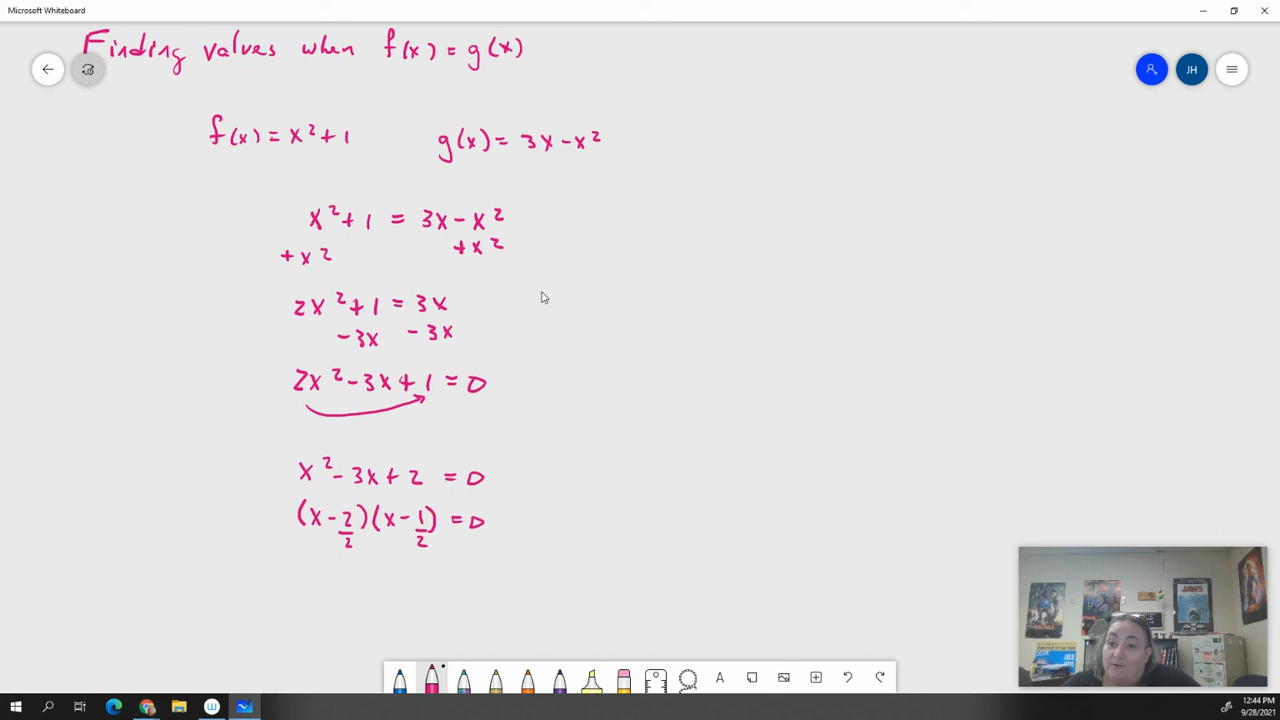 Microsoft Whiteboard
Finding values when f(x) = g(x)
JH
f(x) = x² + 1 g(x) = 3x - x²
x² + 1 = 3x - x²
+x² +x²
2x² + 1 = 3x
-3x -3x
2x² - 3x + 1 = 0
x² - 3x + 2 = 0
(x - 2/2)(x - 1/2) = 0
JAWS
A
12:44 PM
9/28/2021